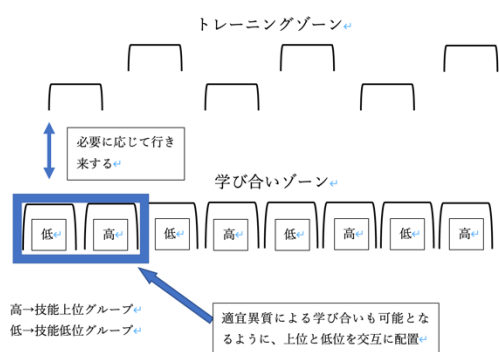 トレーニングゾーン
必要に応じて行き
来する
学び合いゾーン
低
高
低
高
低
高
低
高
高→技能上位グループ
低→技能低位グループ
適宜異質による学び合いも可能とな
るように、上位と低位を交互に配置